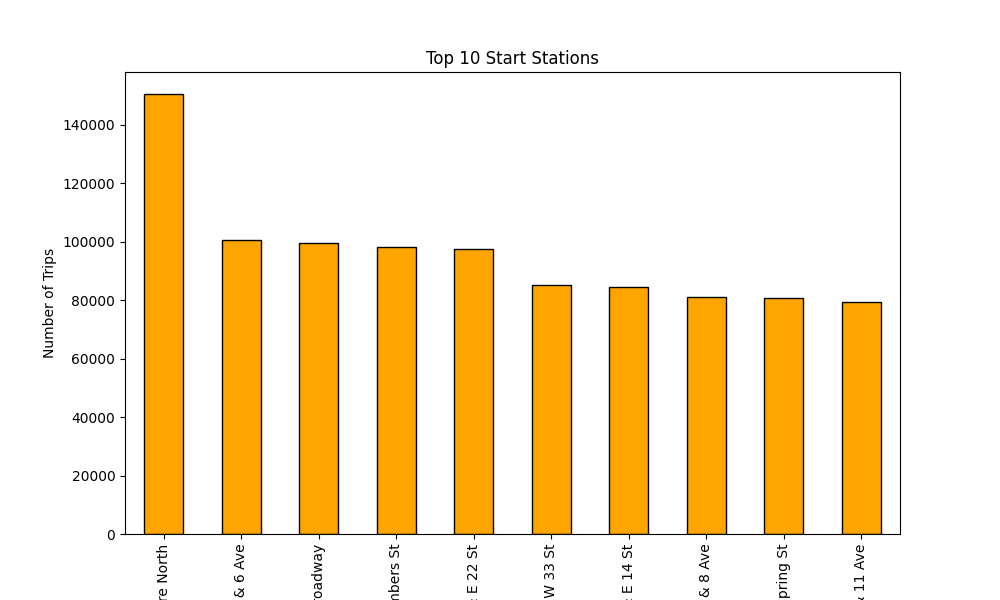 Top 10 Start Stations
Number of Trips
140000
120000
100000
80000
60000
40000
20000
0
re North
& 6 Ave
roadway
mbers St
E 22 St
W 33 St
E 14 St
& 8 Ave
pring St
11 Ave